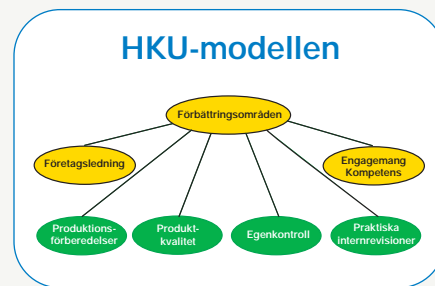 HKU-modellen
Förbättringsområden
Företagsledning
Engagemang
Kompetens
Produktions-
förberedelser
Produkt-
kvalitet
Egenkontroll
Praktiska
internrevisioner